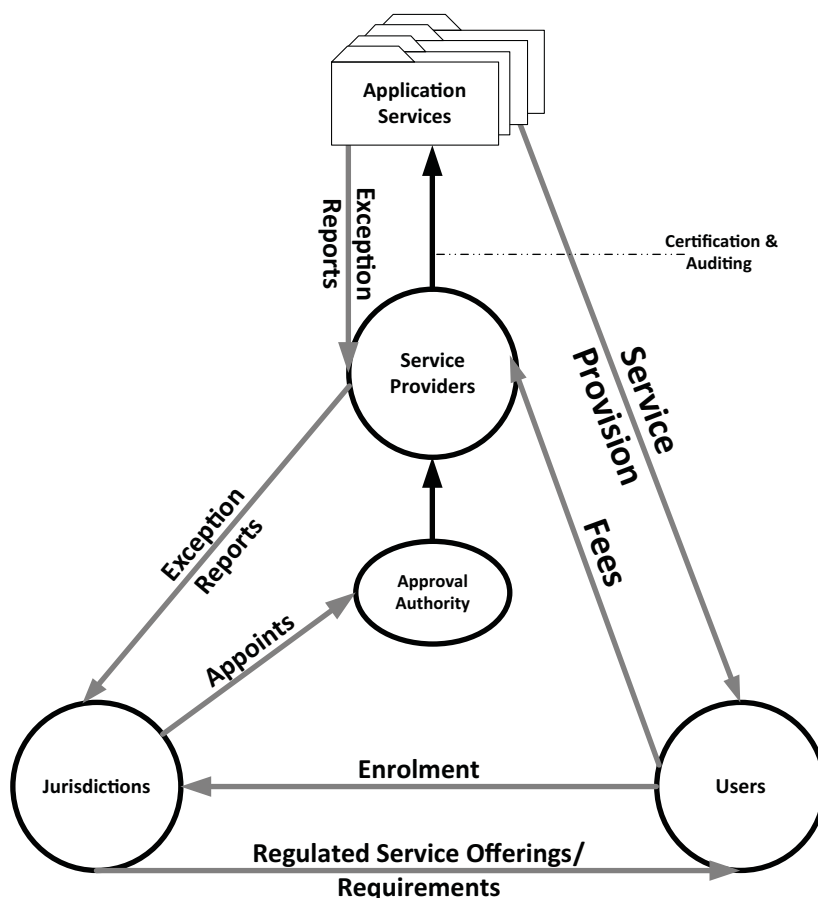 Application
Services
Exception
Reports
Certification &
Auditing
Service
Providers
Service
Provision
Exception
Reports
Fees
Approval
Authority
Appoints
Jurisdictions
Enrolment
Users
Regulated Service Offerings/
Requirements